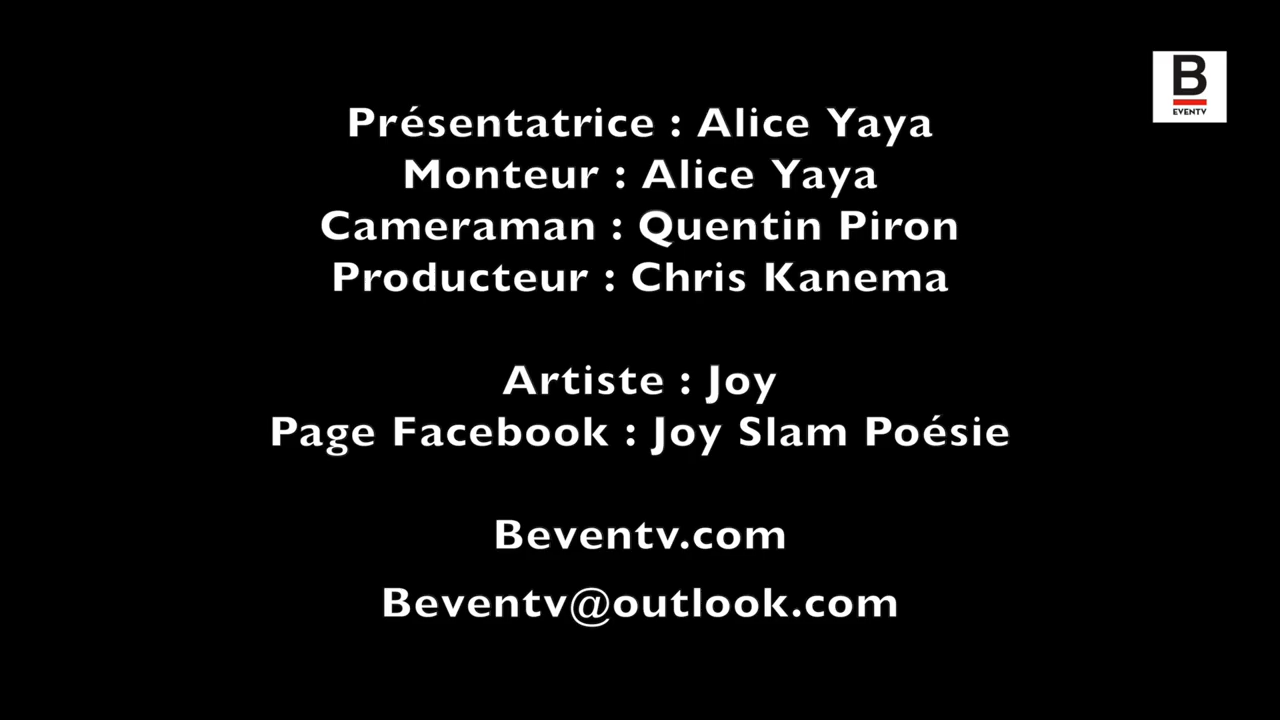 B
EVENTV
Présentatrice : Alice Yaya
Monteur : Alice Yaya
Cameraman : Quentin Piron
Producteur : Chris Kanema
Artiste : Joy
Page Facebook : Joy Slam Poésie
Beventv.com
Beventv@outlook.com